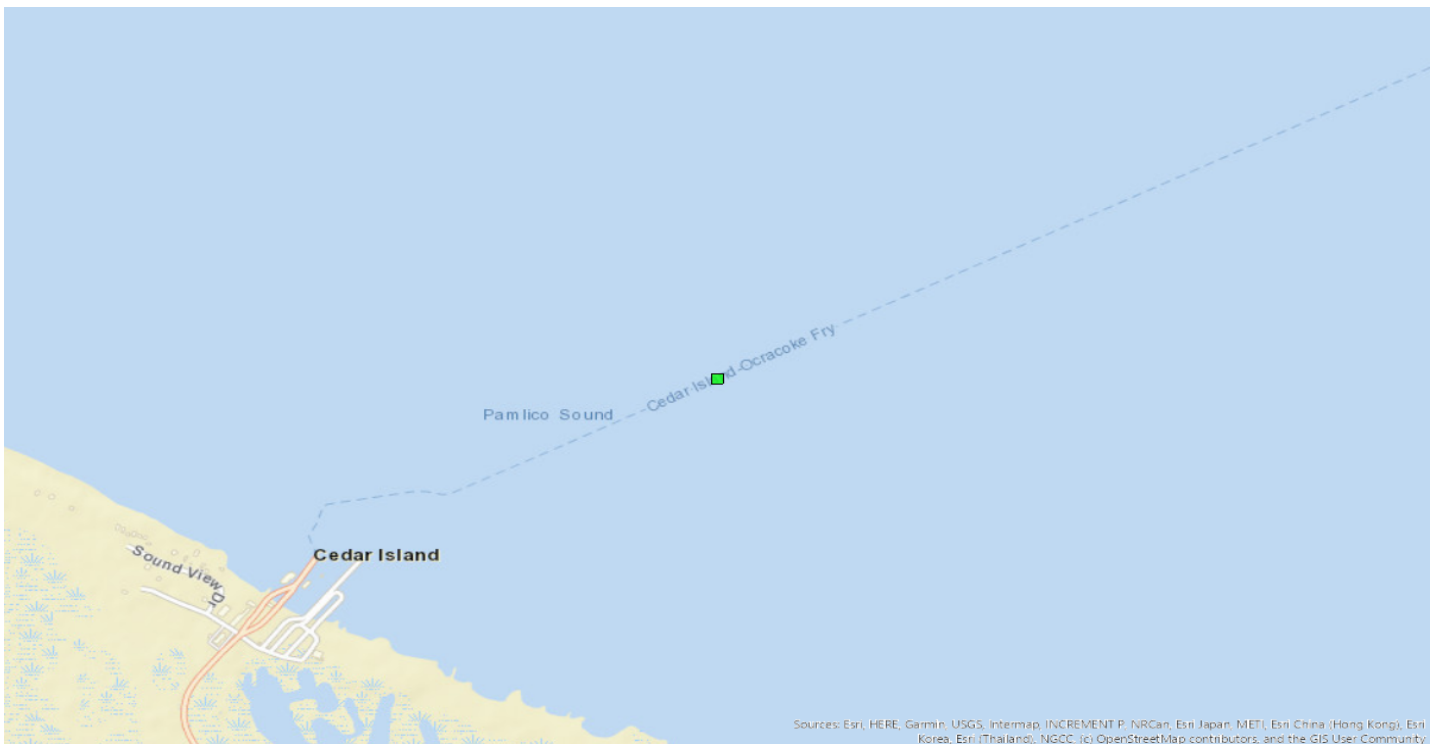 Cedar Island-Ocracoke Fry
Pamlico Sound
Cedar Island
Sound View Dr
Sources: Esri, HERE, Garmin, USGS, Intermap, INCREMENT P, NRCan, Esri Japan, METI, Esri China (Hong Kong), Esri
Korea, Esri (Thailand), NGCC, (c) OpenStreetMap contributors, and the GIS User Community